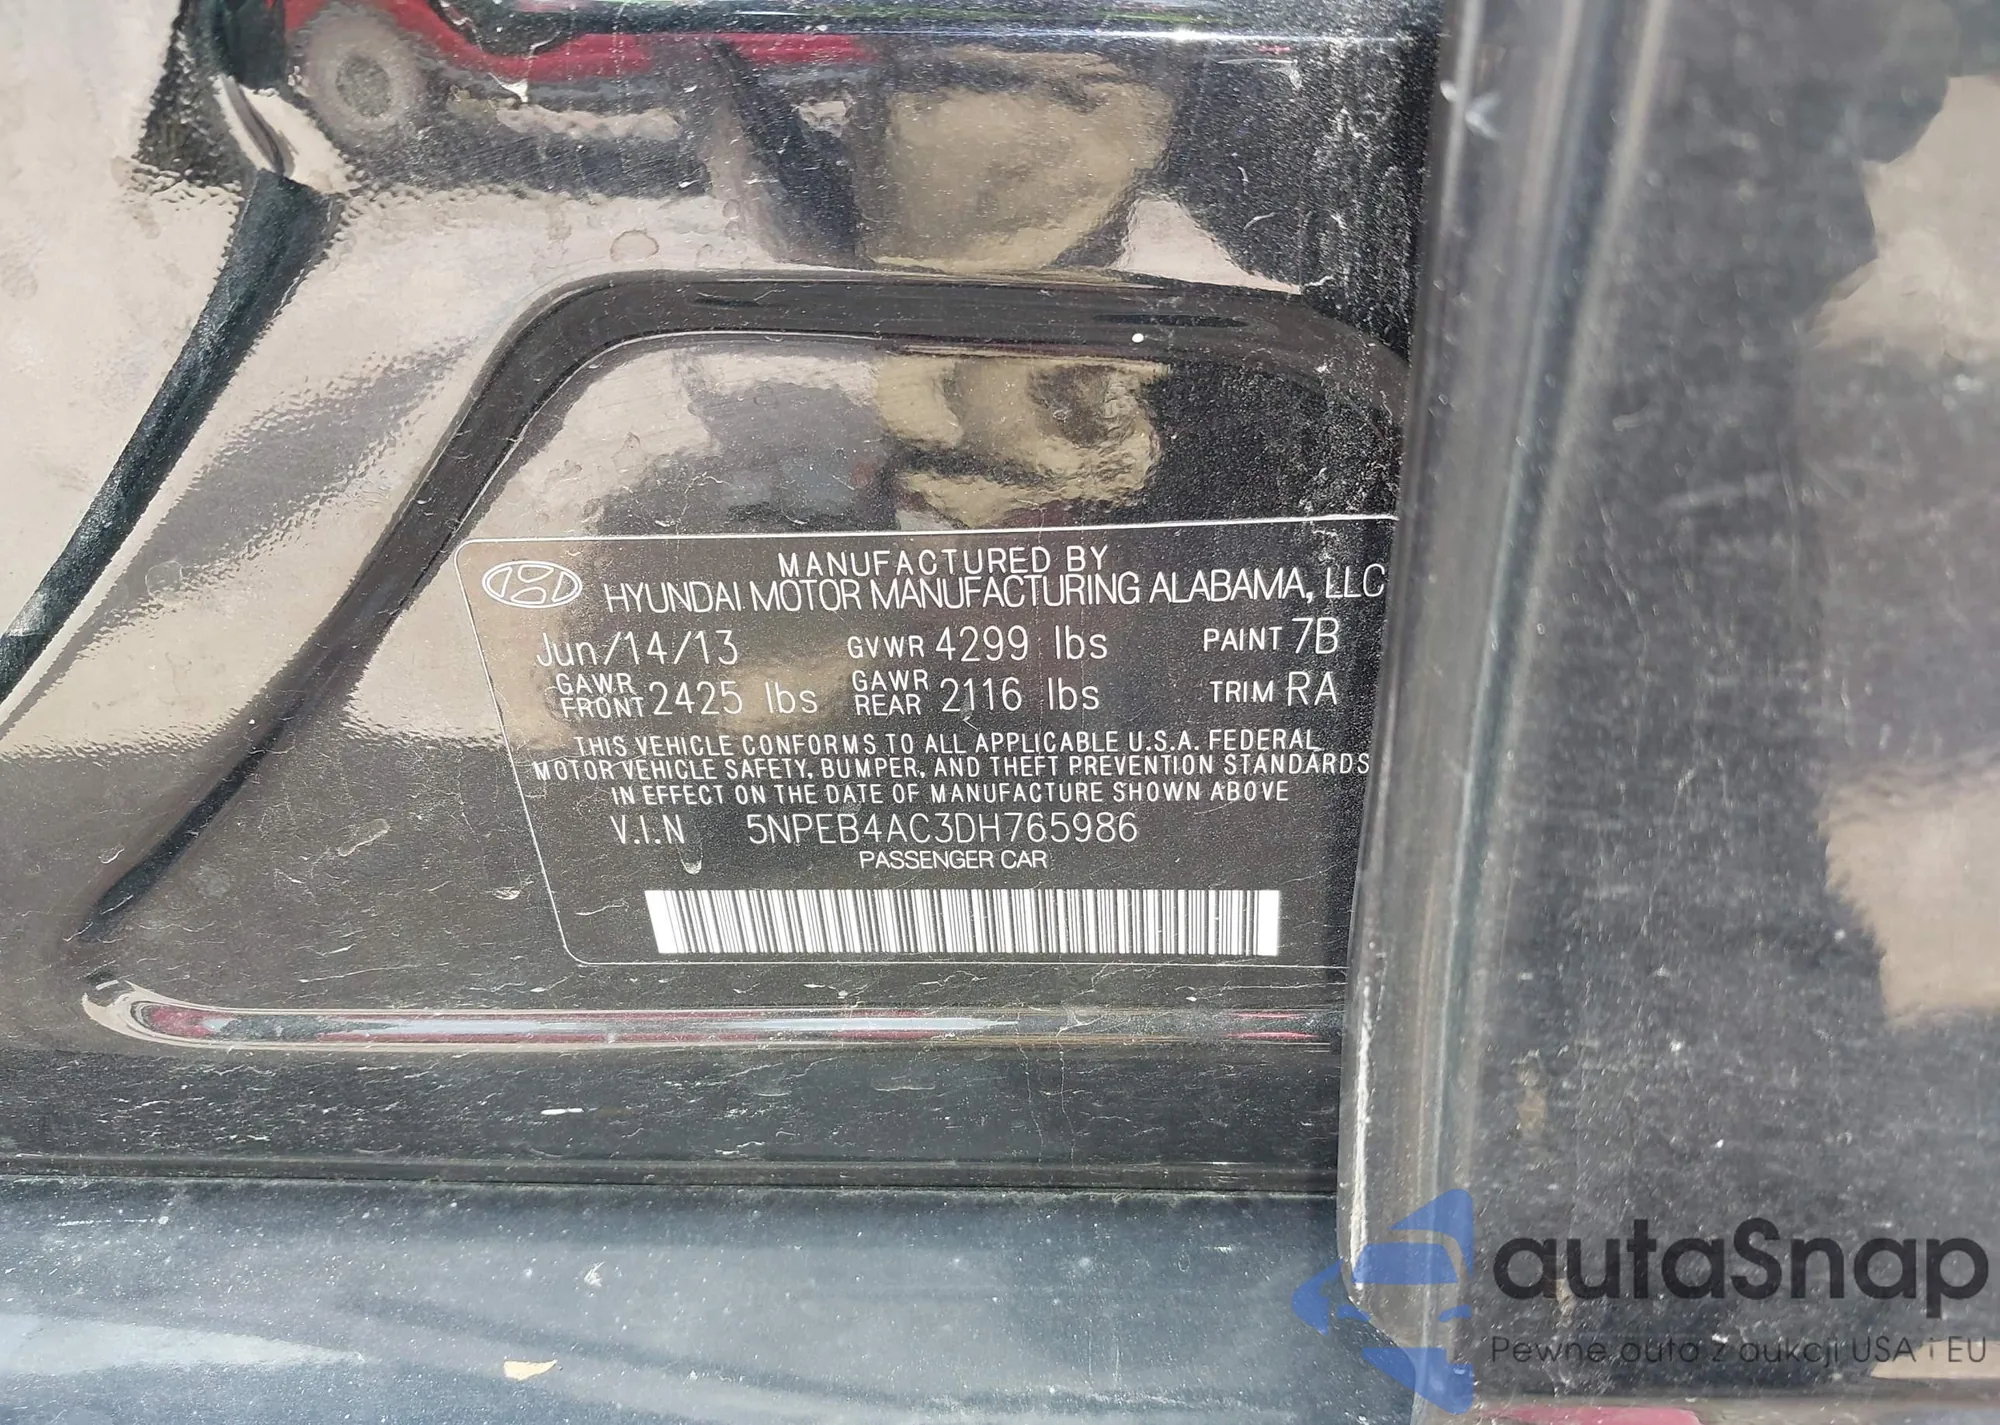 MANUFACTURED BY
HYUNDAI MOTOR MANUFACTURING ALABAMA, LLC
Jun/14/13 GVWR 4299 lbs PAINT 7B
GAWR FRONT 2425 lbs GAWR REAR 2116 lbs TRIM RA
THIS VEHICLE CONFORMS TO ALL APPLICABLE U.S.A. FEDERAL
MOTOR VEHICLE SAFETY, BUMPER, AND THEFT PREVENTION STANDARDS
IN EFFECT ON THE DATE OF MANUFACTURE SHOWN ABOVE
V.I.N 5NPEB4AC3DH765986
PASSENGER CAR
autaSnap
Pewne auta z aukcji USA i EU